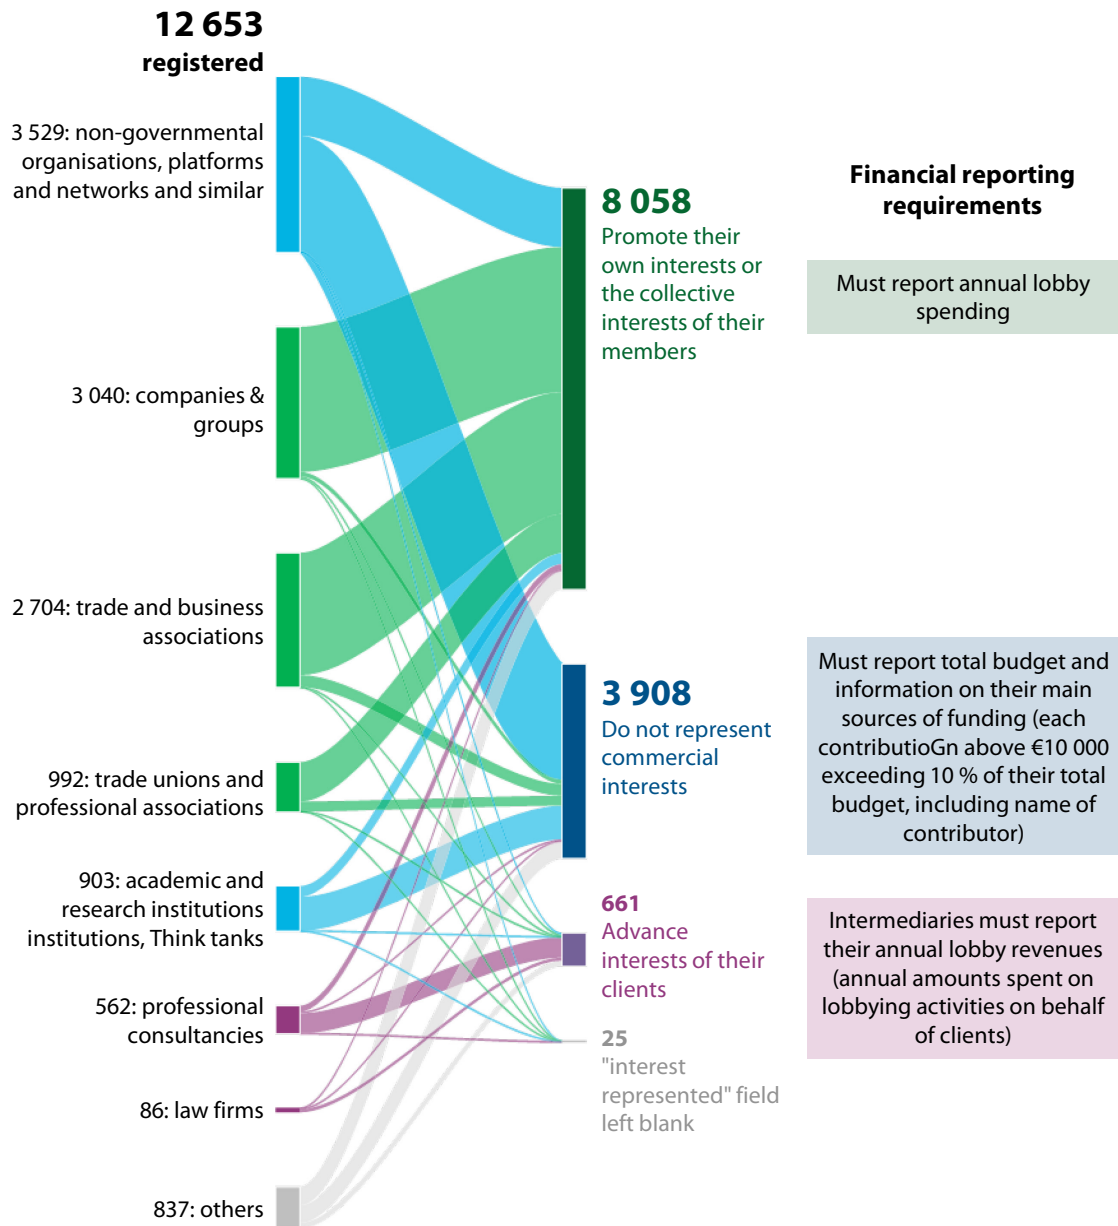 12 653
registered
3 529: non-governmental
organisations, platforms
and networks and similar
3 040: companies &
groups
2 704: trade and business
associations
992: trade unions and
professional associations
903: academic and
research institutions
institutions, Think tanks
562: professional
consultancies
86: law firms
837: others
8 058
Promote their
own interests or
the collective
interests of their
members
3 908
Do not represent
commercial
interests
661
Advance
interests of their
clients
25
"interest
represented" field
left blank
Financial reporting
requirements
Must report annual lobby
spending
Must report total budget and
information on their main
sources of funding (each
contributioGn above €10 000
exceeding 10 % of their total
budget, including name of
contributor)
Intermediaries must report
their annual lobby revenues
(annual amounts spent on
lobbying activities on behalf
of clients)